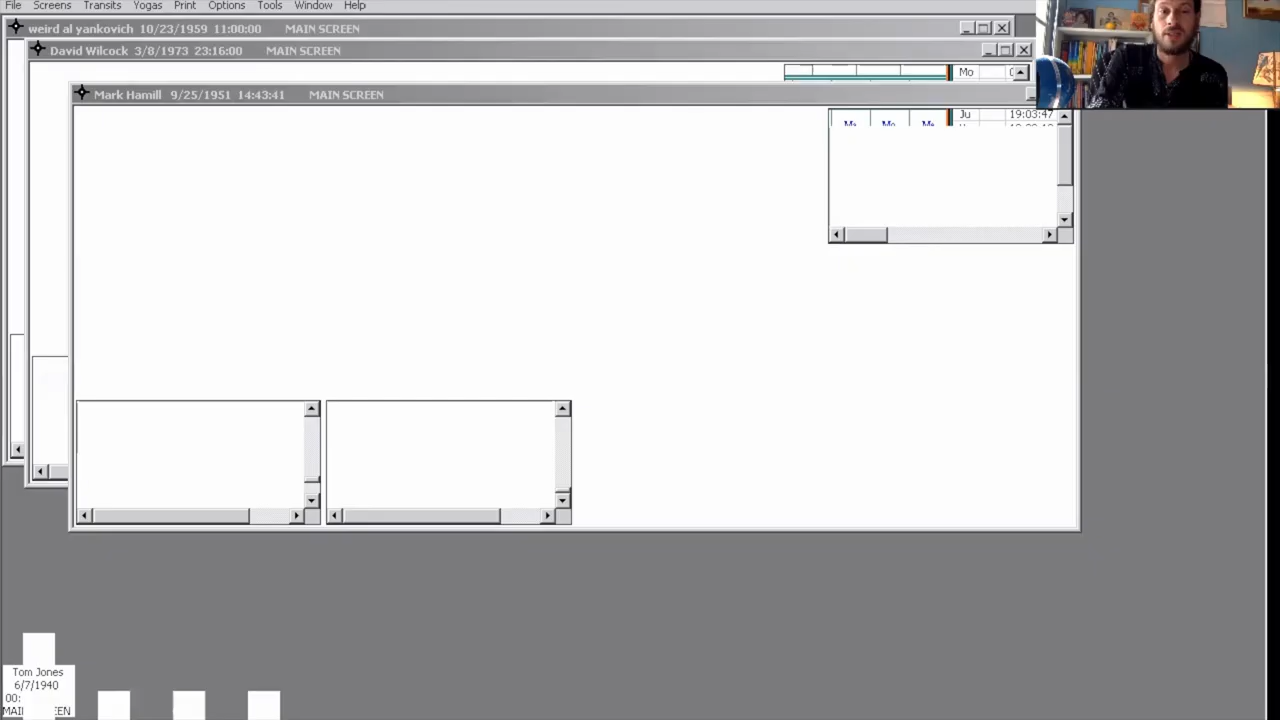 File Screens Transits Yogas Print Options Tools Window Help
weird al yankovich 10/23/1959 11:00:00 MAIN SCREEN
David Wilcock 3/8/1973 23:16:00 MAIN SCREEN
Mo
Mark Hamill 9/25/1951 14:43:41 MAIN SCREEN
Ju 19:03:47
Tom Jones
6/7/1940
00: